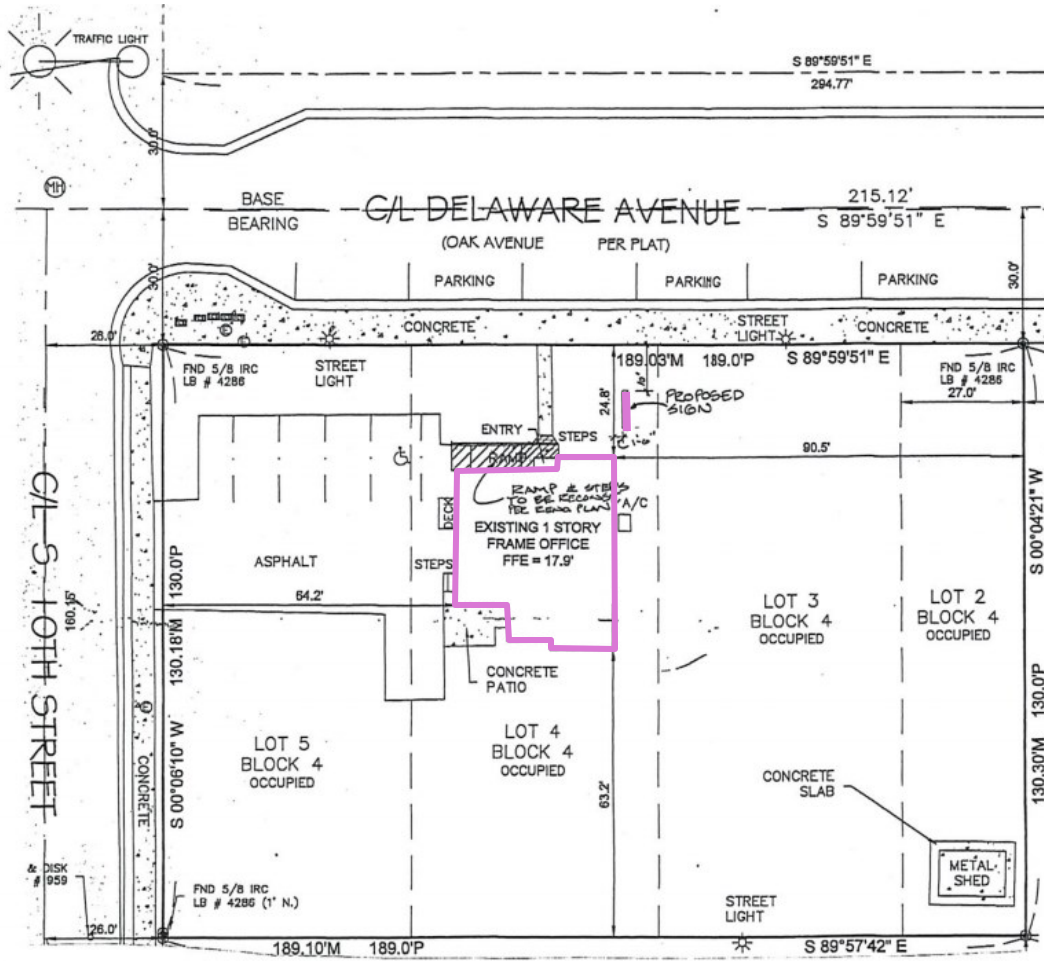 TRAFFIC LIGHT
S 89°59'51" E
294.77'
30.0'
MH
BASE
BEARING
C/L DELAWARE AVENUE
(OAK AVENUE PER PLAT)
215.12'
S 89°59'51" E
30.0'
30.0'
PARKING
PARKING
PARKING
CONCRETE
STREET
LIGHT
CONCRETE
26.0'
FND 5/8 IRC
LB # 4286
STREET
LIGHT
189.03'M 189.0'P
S 89°59'51" E
FND 5/8 IRC
LB # 4286
27.0'
24.8'
10'
PROPOSED
SIGN
ENTRY
STEPS
RAMP
90.5'
RAMP & STEPS
TO BE RECONS
PER RENO PLAN
A/C
DECK
EXISTING 1 STORY
FRAME OFFICE
FFE = 17.9'
ASPHALT
STEPS
64.2'
C/L S 10TH STREET
160.15'
130.18'M 130.0'P
S 00°06'10" W
CONCRETE
CONCRETE
PATIO
LOT 5
BLOCK 4
OCCUPIED
LOT 4
BLOCK 4
OCCUPIED
LOT 3
BLOCK 4
OCCUPIED
LOT 2
BLOCK 4
OCCUPIED
S 00°04'21" W
130.30'M 130.0'P
63.2'
CONCRETE
SLAB
METAL
SHED
& DISK
# 959
FND 5/8 IRC
LB # 4286 (1' N.)
26.0'
189.10'M 189.0'P
STREET
LIGHT
S 89°57'42" E